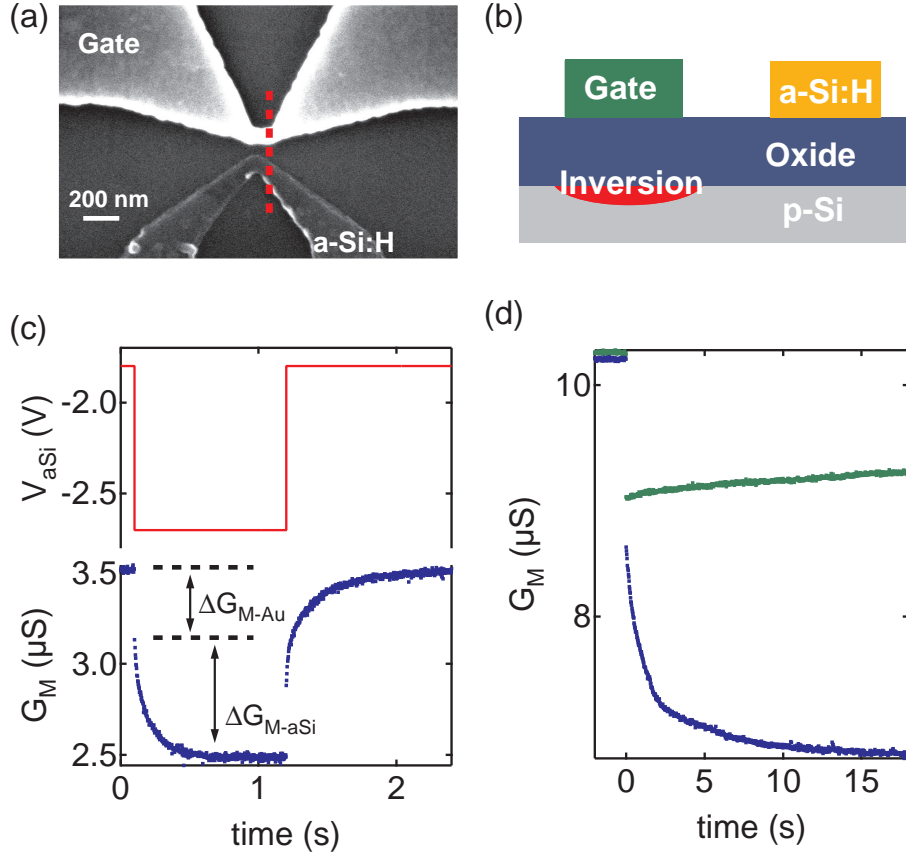 (a)
Gate
200 nm
a-Si:H
(b)
Gate
a-Si:H
Oxide
Inversion
p-Si
(c)
-2.0
-2.5
V_aSi (V)
3.5
3.0
2.5
G_M (µS)
ΔG_M-Au
ΔG_M-aSi
0 1 2
time (s)
(d)
10
8
G_M (µS)
0 5 10 15
time (s)